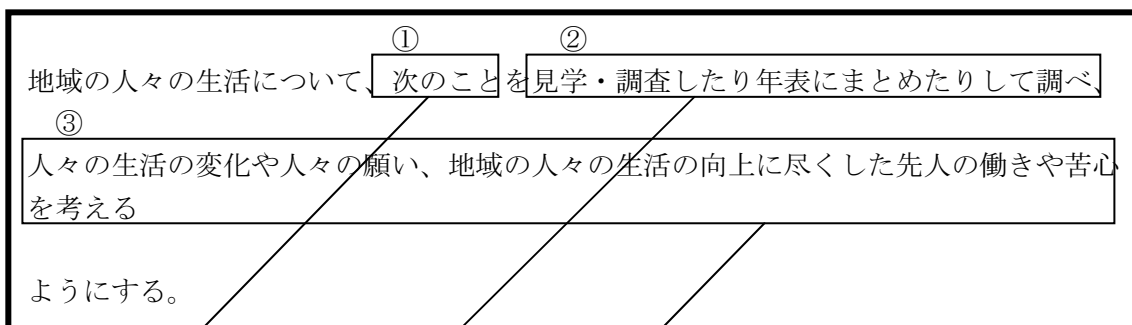 ① ②
地域の人々の生活について、次のことを見学・調査したり年表にまとめたりして調べ、
③
人々の生活の変化や人々の願い、地域の人々の生活の向上に尽くした先人の働きや苦心
を考える
ようにする。